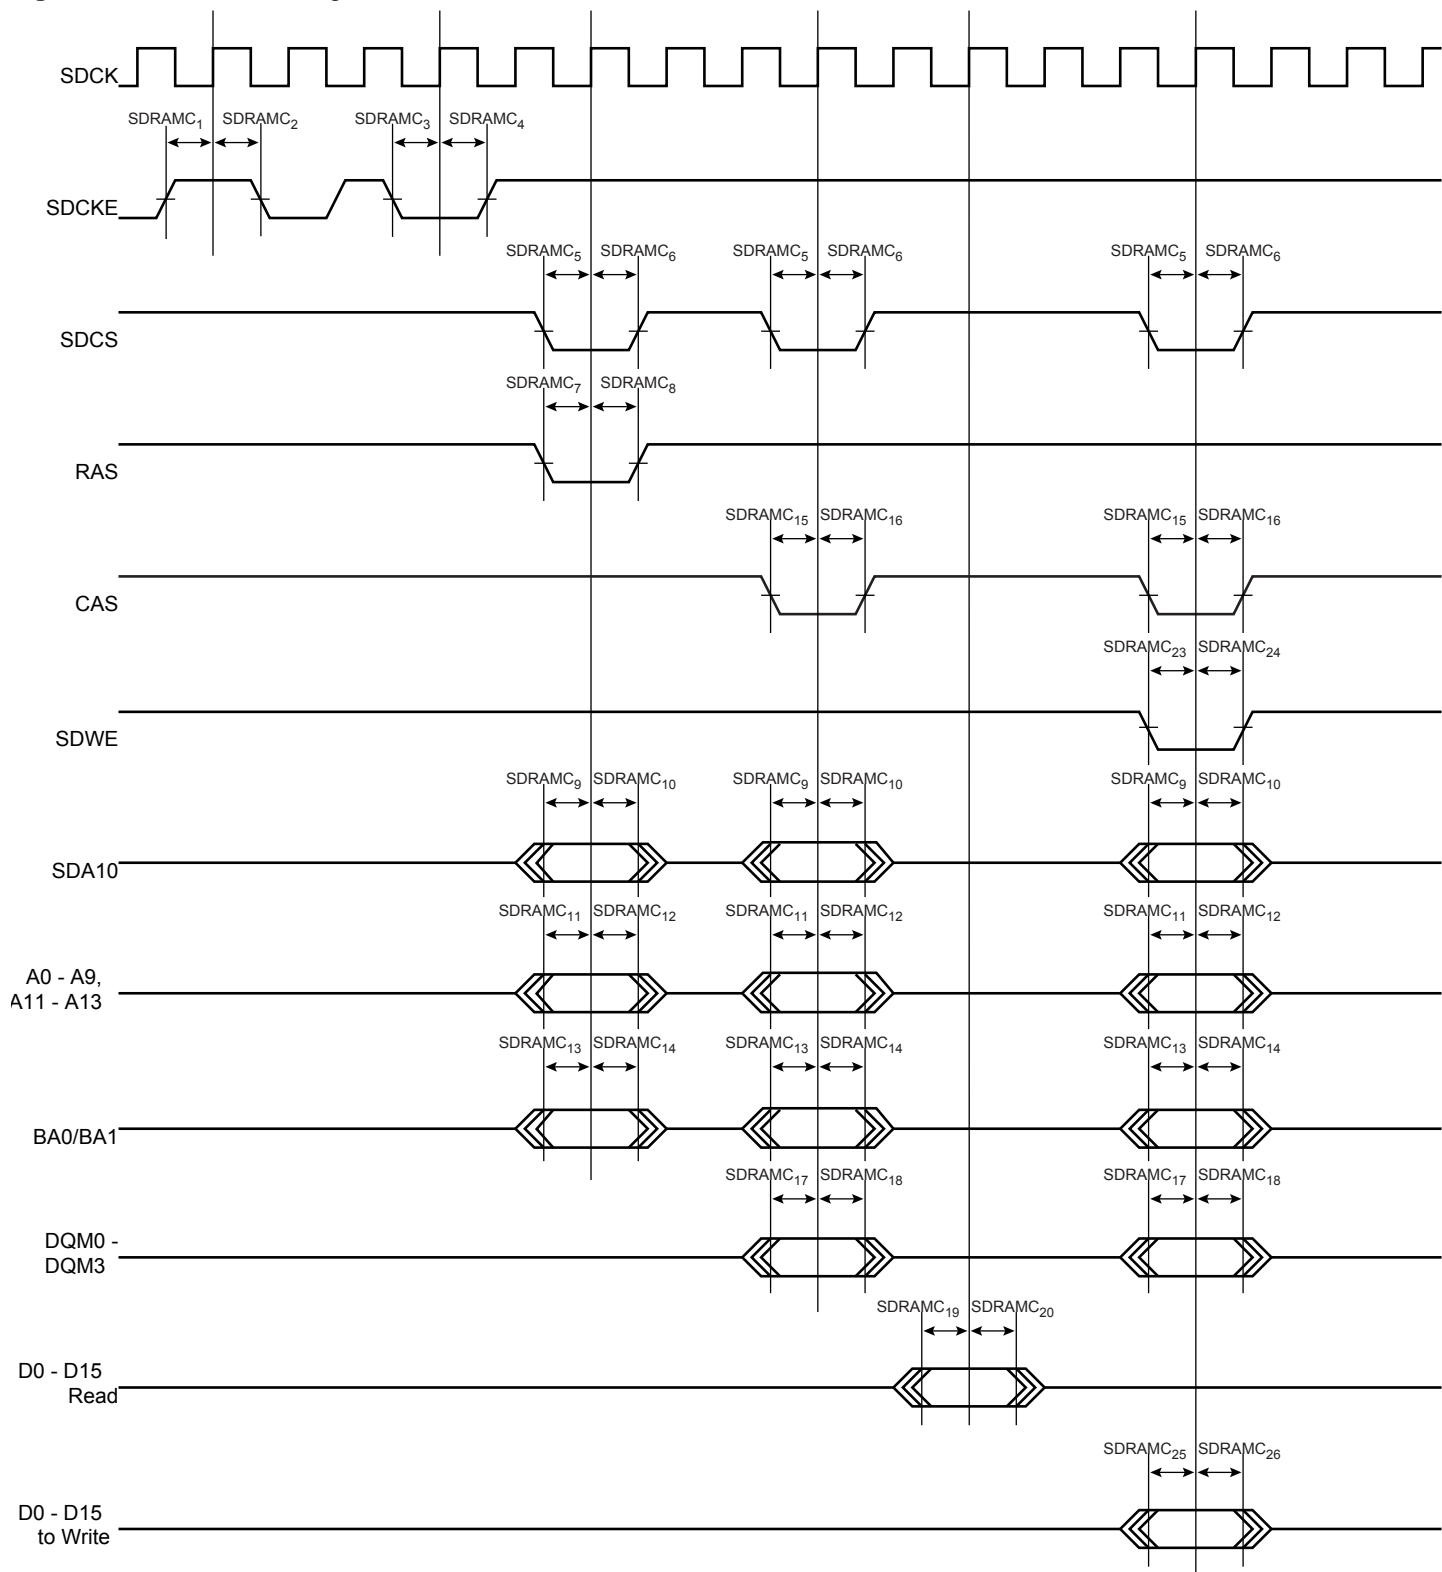 SDCK
SDRAMC1 SDRAMC2 SDRAMC3 SDRAMC4
SDCKE
SDRAMC5 SDRAMC6 SDRAMC5 SDRAMC6 SDRAMC5 SDRAMC6
SDCS
SDRAMC7 SDRAMC8
RAS
SDRAMC15 SDRAMC16 SDRAMC15 SDRAMC16
CAS
SDRAMC23 SDRAMC24
SDWE
SDRAMC9 SDRAMC10 SDRAMC9 SDRAMC10 SDRAMC9 SDRAMC10
SDA10
SDRAMC11 SDRAMC12 SDRAMC11 SDRAMC12 SDRAMC11 SDRAMC12
A0 - A9,
A11 - A13
SDRAMC13 SDRAMC14 SDRAMC13 SDRAMC14 SDRAMC13 SDRAMC14
BA0/BA1
SDRAMC17 SDRAMC18 SDRAMC17 SDRAMC18
DQM0 -
DQM3
SDRAMC19 SDRAMC20
D0 - D15
Read
SDRAMC25 SDRAMC26
D0 - D15
to Write